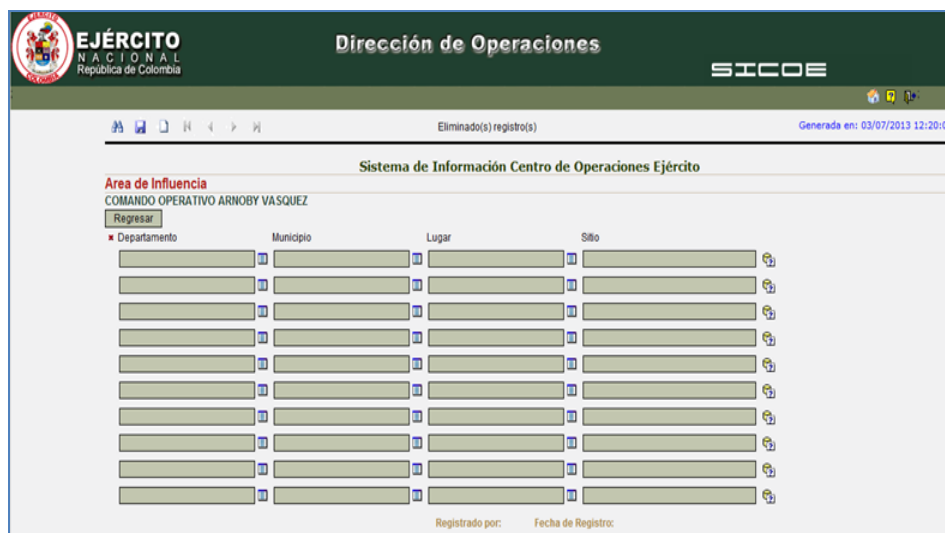 EJÉRCITO
NACIONAL
República de Colombia
Dirección de Operaciones
SICOE
Eliminado(s) registro(s)
Generada en: 03/07/2013 12:20:0
Sistema de Información Centro de Operaciones Ejército
Area de Influencia
COMANDO OPERATIVO ARNOBY VASQUEZ
Regresar
Departamento Municipio Lugar Sitio
Registrado por: Fecha de Registro: